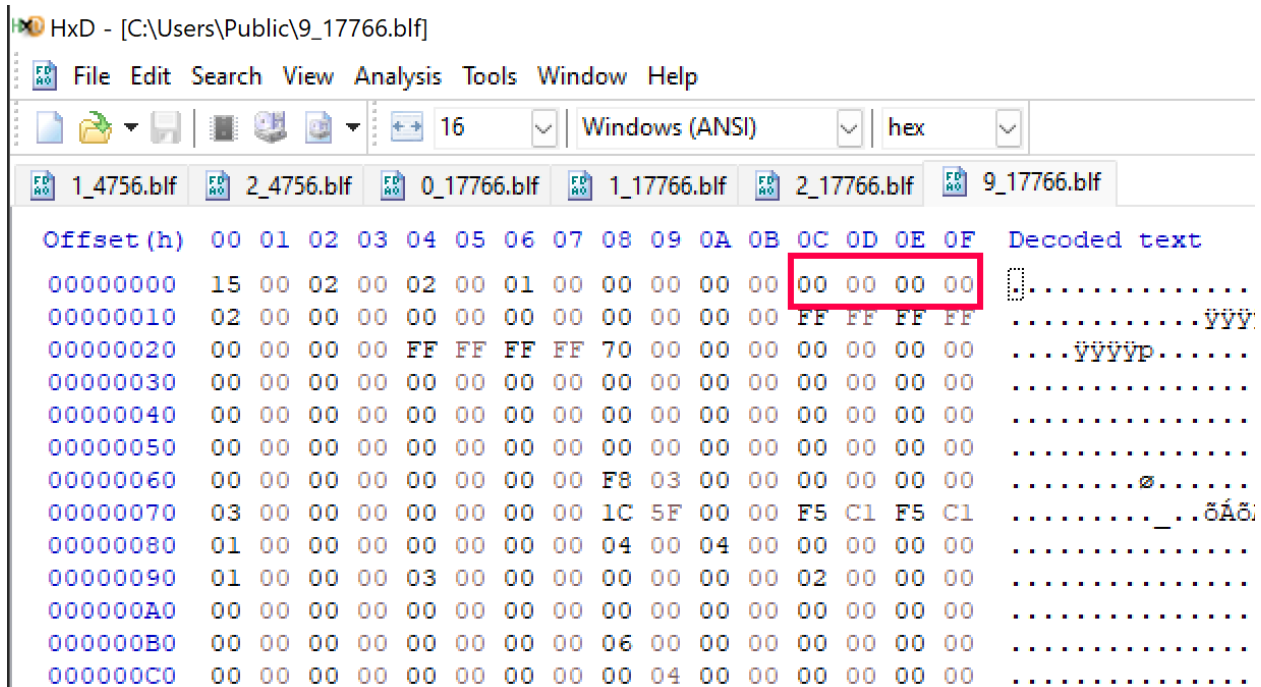 HxD - [C:\Users\Public\9_17766.blf]
File Edit Search View Analysis Tools Window Help
16 Windows (ANSI) hex
1_4756.blf 2_4756.blf 0_17766.blf 1_17766.blf 2_17766.blf 9_17766.blf
Offset(h) 00 01 02 03 04 05 06 07 08 09 0A 0B 0C 0D 0E 0F Decoded text
00000000 15 00 02 00 02 00 01 00 00 00 00 00 00 00 00 00 ................
00000010 02 00 00 00 00 00 00 00 00 00 00 00 FF FF FF FF ............ÿÿÿ
00000020 00 00 00 00 FF FF FF FF 70 00 00 00 00 00 00 00 ....ÿÿÿÿp......
00000030 00 00 00 00 00 00 00 00 00 00 00 00 00 00 00 00 ...............
00000040 00 00 00 00 00 00 00 00 00 00 00 00 00 00 00 00 ...............
00000050 00 00 00 00 00 00 00 00 00 00 00 00 00 00 00 00 ...............
00000060 00 00 00 00 00 00 00 00 F8 03 00 00 00 00 00 00 ........ø......
00000070 03 00 00 00 00 00 00 00 1C 5F 00 00 F5 C1 F5 C1 ........._..õÁõ
00000080 01 00 00 00 00 00 00 00 04 00 04 00 00 00 00 00 ...............
00000090 01 00 00 00 03 00 00 00 00 00 00 00 02 00 00 00 ...............
000000A0 00 00 00 00 00 00 00 00 00 00 00 00 00 00 00 00 ...............
000000B0 00 00 00 00 00 00 00 00 06 00 00 00 00 00 00 00 ...............
000000C0 00 00 00 00 00 00 00 00 00 04 00 00 00 00 00 00 ...............